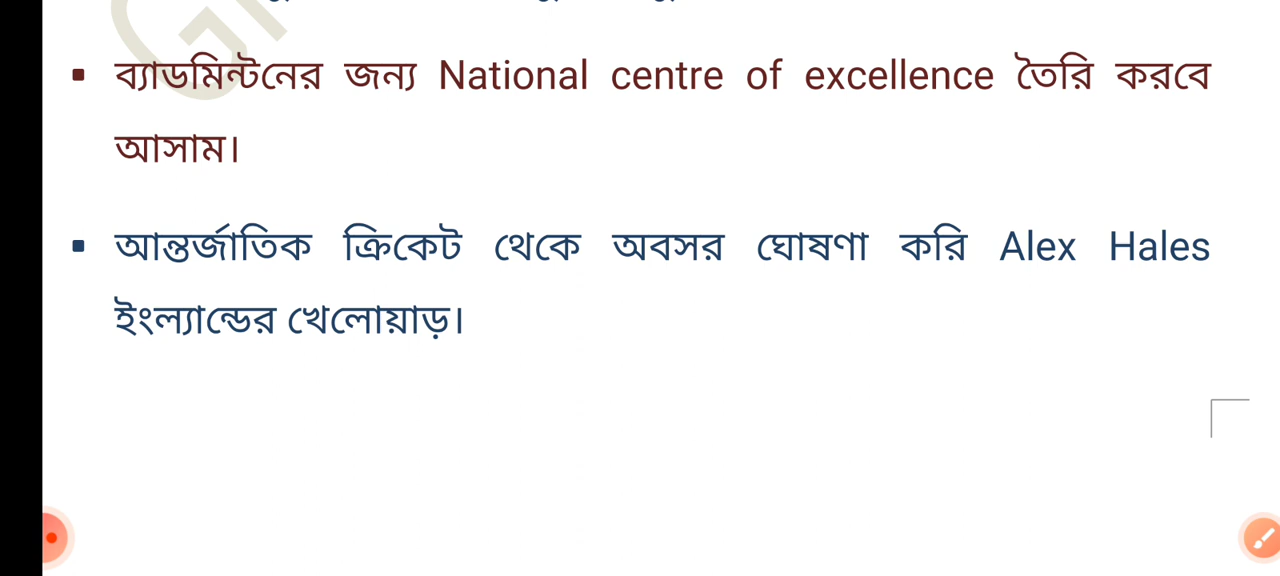 ▪ ব্যাডমিন্টনের জন্য National centre of excellence তৈরি করবে
আসাম।
▪ আন্তর্জাতিক ক্রিকেট থেকে অবসর ঘোষণা করি Alex Hales
ইংল্যান্ডের খেলোয়াড়।